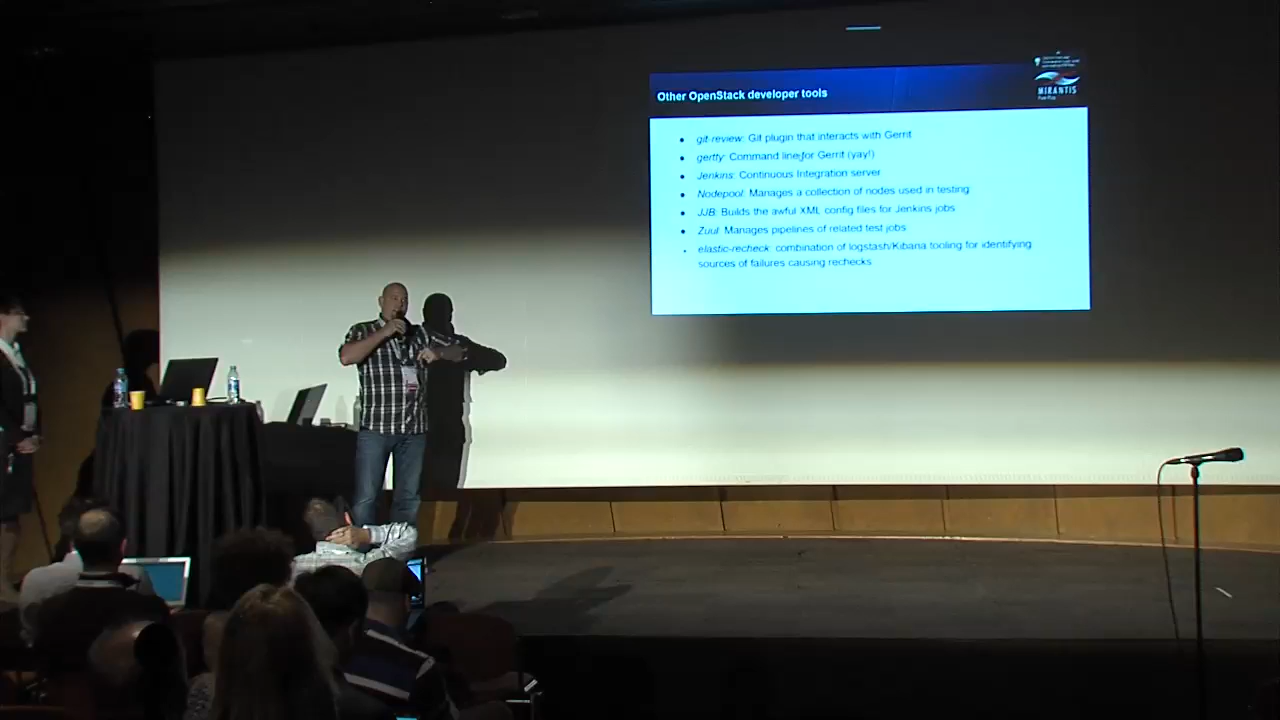 Other OpenStack developer tools
MIRANTIS
• git-review: Git plugin that interacts with Gerrit
• gertty: Command line for Gerrit (yay!)
• Jenkins: Continuous Integration server
• Nodepool: Manages a collection of nodes used in testing
• JJB: Builds the awful XML config files for Jenkins jobs
• Zuul: Manages pipelines of related test jobs
• elastic-recheck: combination of logstash/Kibana tooling for identifying
sources of failures causing rechecks